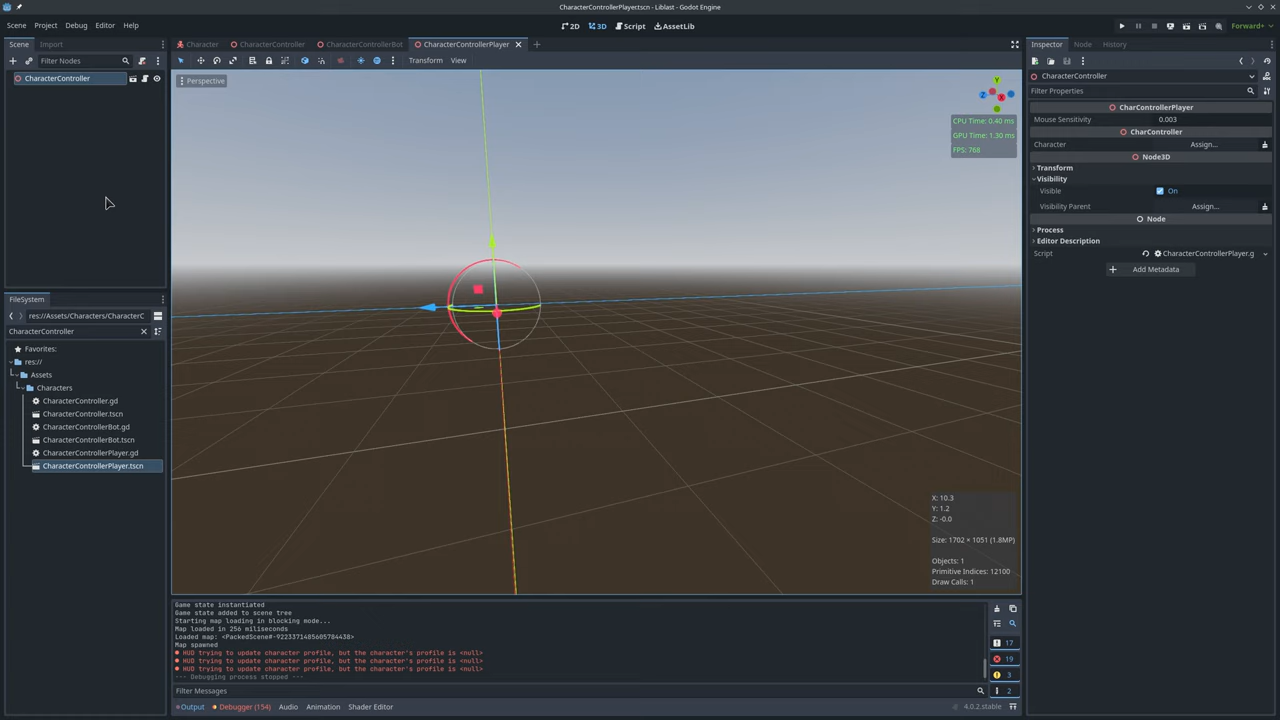 CharacterControllerPlayer.tscn - Liblast - Godot Engine
Scene Project Debug Editor Help
2D 3D Script AssetLib
Forward+
Scene Import
Filter Nodes
CharacterController
Character CharacterController CharacterControllerBot CharacterControllerPlayer
Transform View
Perspective
CPU Time: 0.40 ms
GPU Time: 1.30 ms
FPS: 768
X: 10.3
Y: 1.2
Z: -0.0
Size: 1702 × 1051 (1.8MP)
Objects: 1
Primitive Indices: 12100
Draw Calls: 1
FileSystem
res://Assets/Characters/CharacterC
CharacterController
Favorites:
res://
Assets
Characters
CharacterController.gd
CharacterController.tscn
CharacterControllerBot.gd
CharacterControllerBot.tscn
CharacterControllerPlayer.gd
CharacterControllerPlayer.tscn
Game state instantiated
Game state added to scene tree
Starting map loading in blocking mode...
Map loaded in 256 miliseconds
Loaded map: <PackedScene#-9223371485605784438>
Map spawned
HUD trying to update character profile, but the character's profile is <null>
HUD trying to update character profile, but the character's profile is <null>
HUD trying to update character profile, but the character's profile is <null>
--- Debugging process stopped ---
Filter Messages
17
19
3
2
Output Debugger (154) Audio Animation Shader Editor
4.0.2.stable
Inspector Node History
CharacterController
Filter Properties
CharControllerPlayer
Mouse Sensitivity 0.003
CharController
Character Assign...
Node3D
Transform
Visibility
Visible On
Visibility Parent Assign...
Node
Process
Editor Description
Script CharacterControllerPlayer.g
Add Metadata